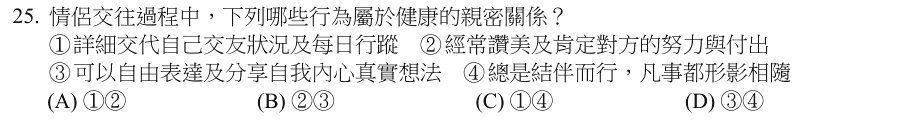 25. 情侶交往過程中，下列哪些行為屬於健康的親密關係？
①詳細交代自己交友狀況及每日行蹤　②經常讚美及肯定對方的努力與付出
③可以自由表達及分享自我內心真實想法　④總是結伴而行，凡事都形影相隨
(A) ①②　(B) ②③　(C) ①④　(D) ③④